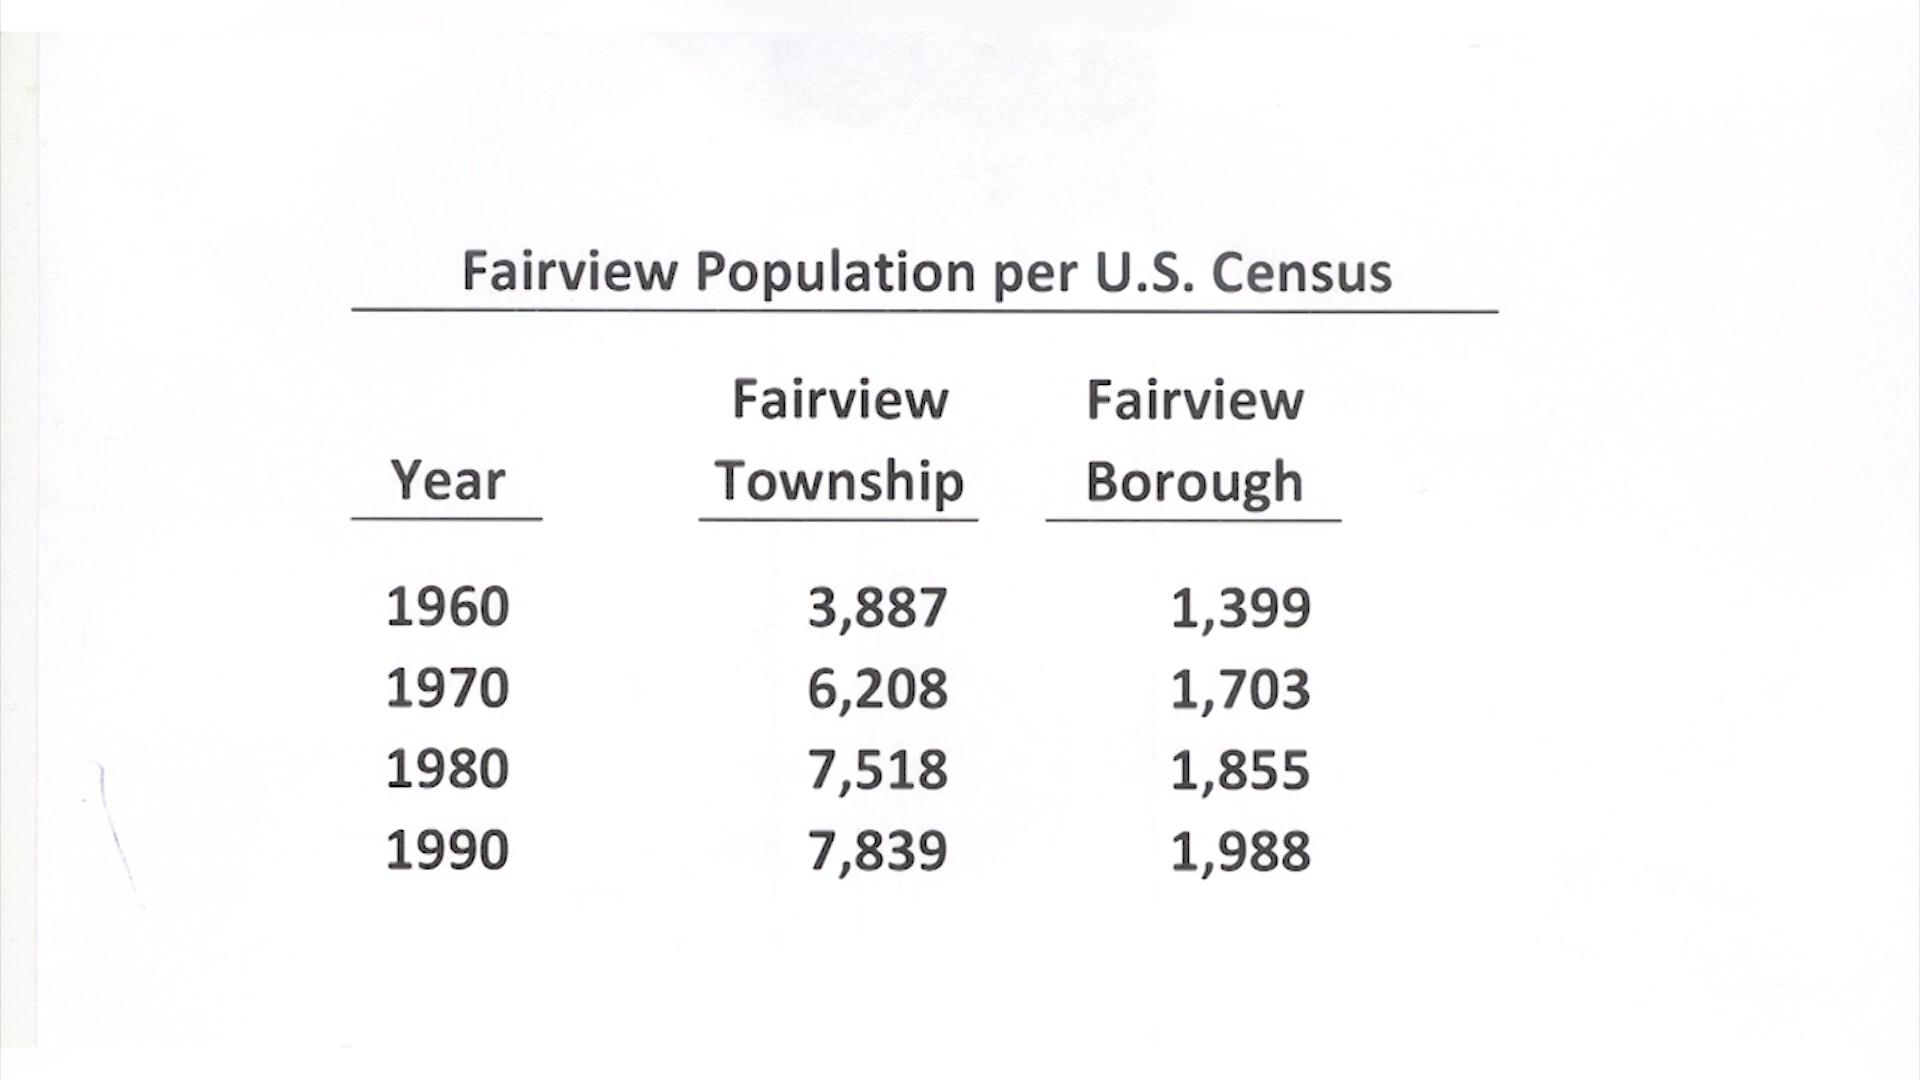 Fairview Population per U.S. Census
Fairview Fairview
Year Township Borough
1960 3,887 1,399
1970 6,208 1,703
1980 7,518 1,855
1990 7,839 1,988